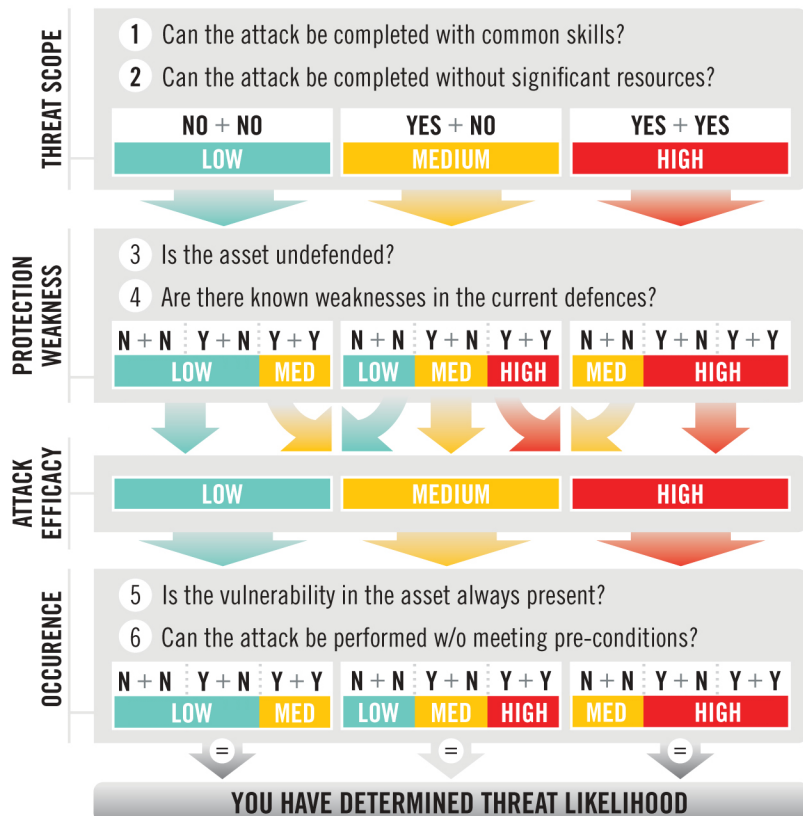 THREAT SCOPE
1 Can the attack be completed with common skills?
2 Can the attack be completed without significant resources?
NO + NO YES + NO YES + YES
LOW MEDIUM HIGH
PROTECTION
WEAKNESS
3 Is the asset undefended?
4 Are there known weaknesses in the current defences?
N + N Y + N Y + Y N + N Y + N Y + Y N + N Y + N Y + Y
LOW MED LOW MED HIGH MED HIGH
ATTACK
EFFICACY
LOW MEDIUM HIGH
OCCURENCE
5 Is the vulnerability in the asset always present?
6 Can the attack be performed w/o meeting pre-conditions?
N + N Y + N Y + Y N + N Y + N Y + Y N + N Y + N Y + Y
LOW MED LOW MED HIGH MED HIGH
= = =
YOU HAVE DETERMINED THREAT LIKELIHOOD